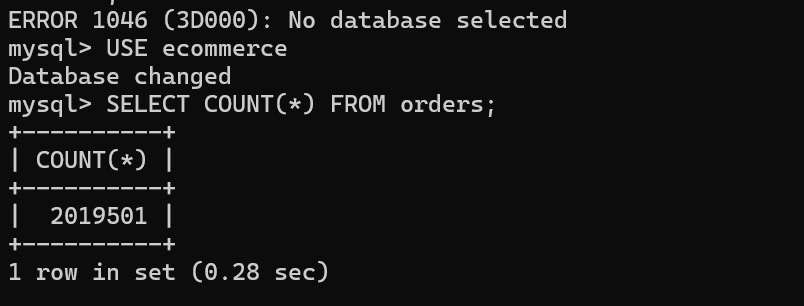 ERROR 1046 (3D000): No database selected
mysql> USE ecommerce
Database changed
mysql> SELECT COUNT(*) FROM orders;
+----------+
| COUNT(*) |
+----------+
|  2019501 |
+----------+
1 row in set (0.28 sec)